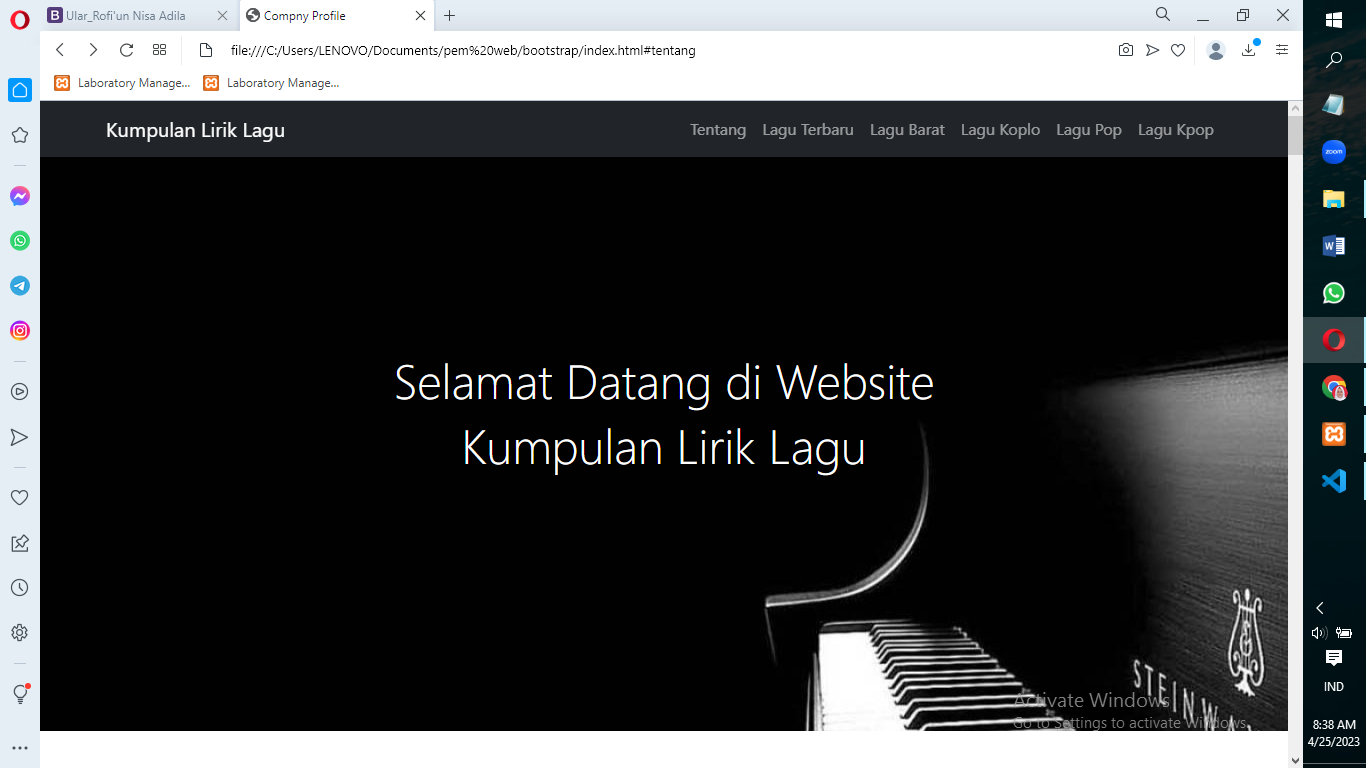 Ular_Rofi'un Nisa Adila
Compny Profile
file:///C:/Users/LENOVO/Documents/pem%20web/bootstrap/index.html#tentang
Laboratory Manage...
Laboratory Manage...
Kumpulan Lirik Lagu
Tentang
Lagu Terbaru
Lagu Barat
Lagu Koplo
Lagu Pop
Lagu Kpop
Selamat Datang di Website
Kumpulan Lirik Lagu
STEINW
Activate Windows
Go to Settings to activate Windows.
zoom
IND
8:38 AM
4/25/2023